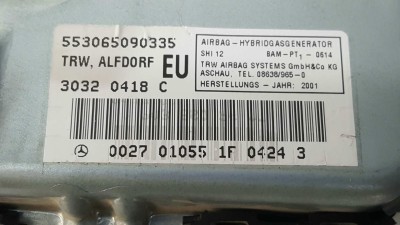 553065090335
TRW, ALFDORF EU
3032 0418 C
AIRBAG-HYBRIDGASGENERATOR
SHI 12 BAM-PT1-0614
TRW AIRBAG SYSTEMS GmbH&Co KG
ASCHAU, TEL. 08638/965-0
HERSTELLUNGS - JAHR: 2001
0027 01055 1F 0424 3